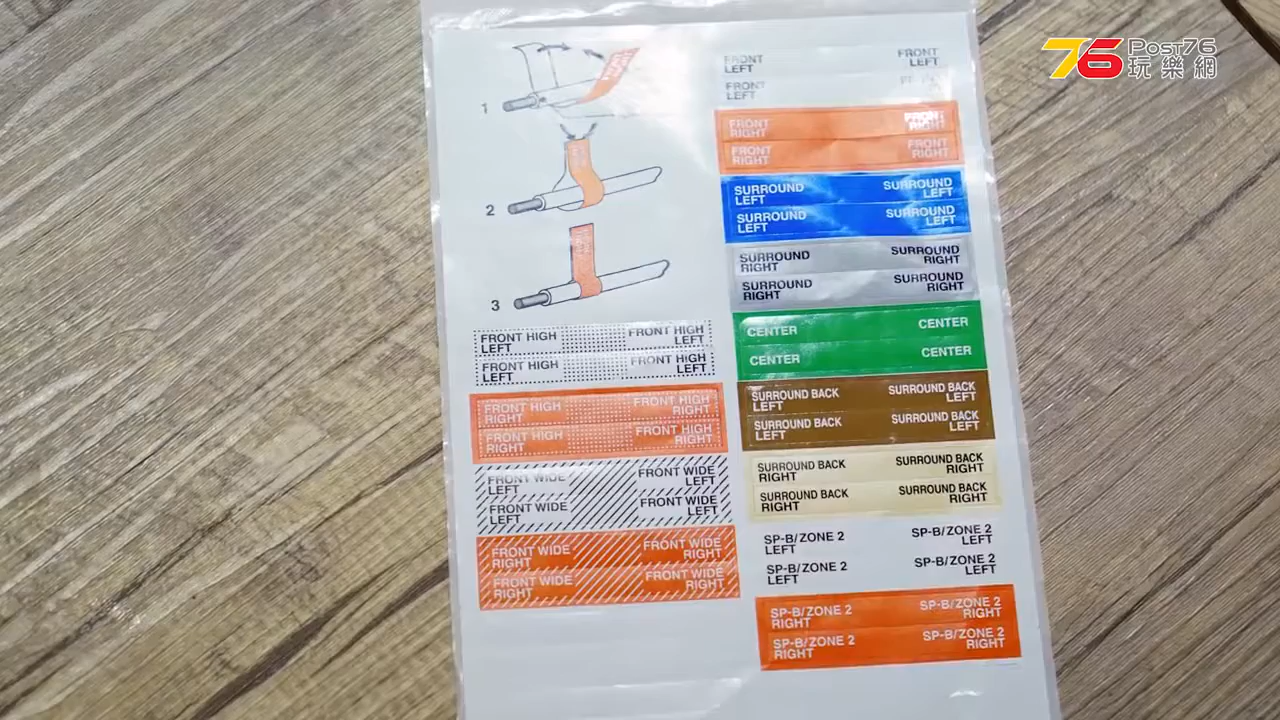 76 Post76
玩樂網
1
2
3
FRONT HIGH
LEFT
FRONT HIGH
LEFT
FRONT HIGH
LEFT
FRONT HIGH
LEFT
FRONT HIGH
RIGHT
FRONT HIGH
RIGHT
FRONT HIGH
RIGHT
FRONT HIGH
RIGHT
FRONT WIDE
LEFT
FRONT WIDE
LEFT
FRONT WIDE
LEFT
FRONT WIDE
LEFT
FRONT WIDE
RIGHT
FRONT WIDE
RIGHT
FRONT WIDE
RIGHT
FRONT WIDE
RIGHT
FRONT
LEFT
FRONT
LEFT
FRONT
LEFT
FRONT
RIGHT
FRONT
RIGHT
FRONT
RIGHT
FRONT
RIGHT
SURROUND
LEFT
SURROUND
LEFT
SURROUND
LEFT
SURROUND
LEFT
SURROUND
RIGHT
SURROUND
RIGHT
SURROUND
RIGHT
SURROUND
RIGHT
CENTER
CENTER
CENTER
CENTER
SURROUND BACK
LEFT
SURROUND BACK
LEFT
SURROUND BACK
LEFT
SURROUND BACK
LEFT
SURROUND BACK
RIGHT
SURROUND BACK
RIGHT
SURROUND BACK
RIGHT
SURROUND BACK
RIGHT
SP-B/ZONE 2
LEFT
SP-B/ZONE 2
LEFT
SP-B/ZONE 2
LEFT
SP-B/ZONE 2
LEFT
SP-B/ZONE 2
RIGHT
SP-B/ZONE 2
RIGHT
SP-B/ZONE 2
RIGHT
SP-B/ZONE 2
RIGHT